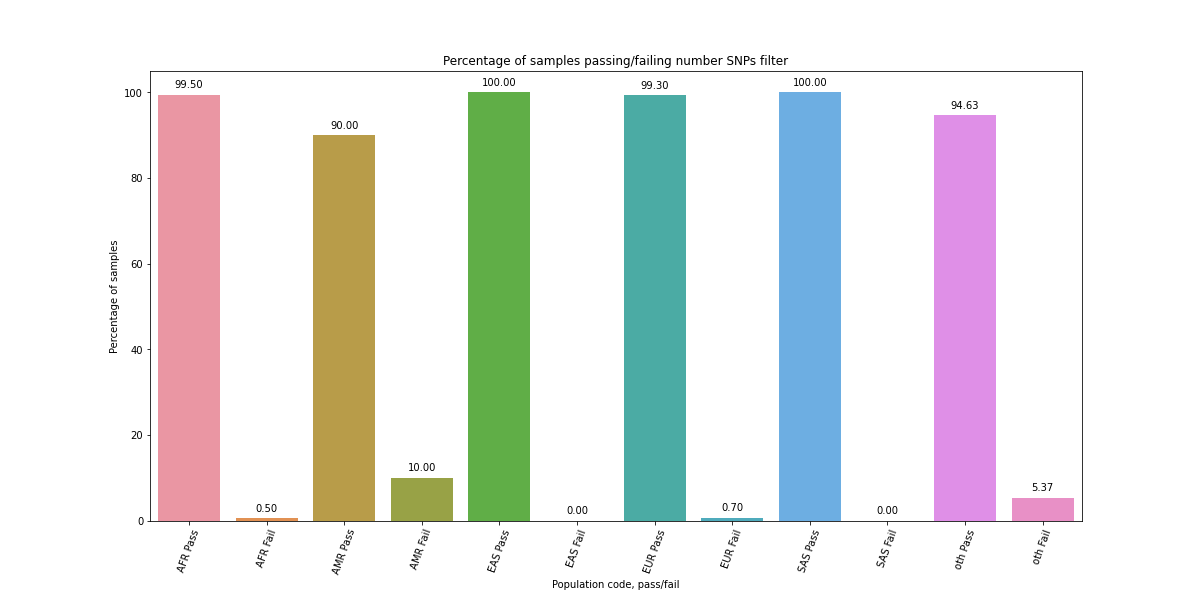 Percentage of samples passing/failing number SNPs filter
99.50
0.50
90.00
10.00
100.00
0.00
99.30
0.70
100.00
0.00
94.63
5.37
Percentage of samples
100
80
60
40
20
0
AFR Pass
AFR Fail
AMR Pass
AMR Fail
EAS Pass
EAS Fail
EUR Pass
EUR Fail
SAS Pass
SAS Fail
oth Pass
oth Fail
Population code, pass/fail